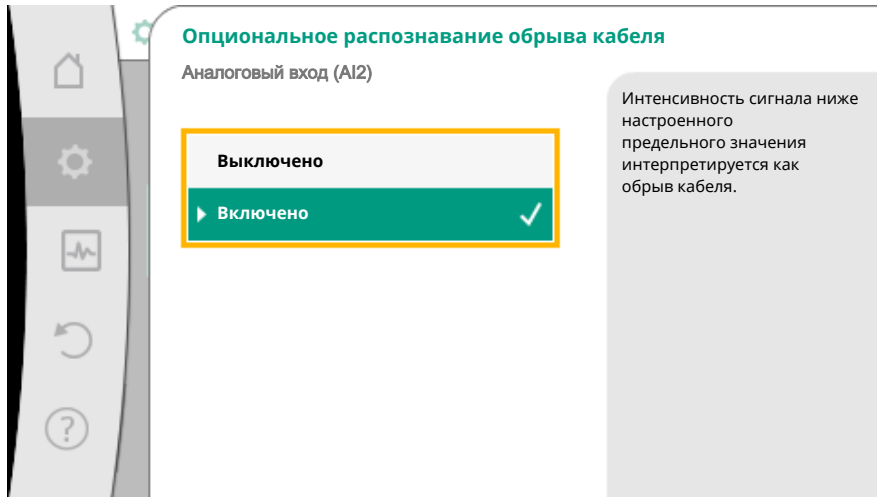 Опциональное распознавание обрыва кабеля
Аналоговый вход (AI2)
Выключено
Включено
Интенсивность сигнала ниже
настроенного
предельного значения
интерпретируется как
обрыв кабеля.
?